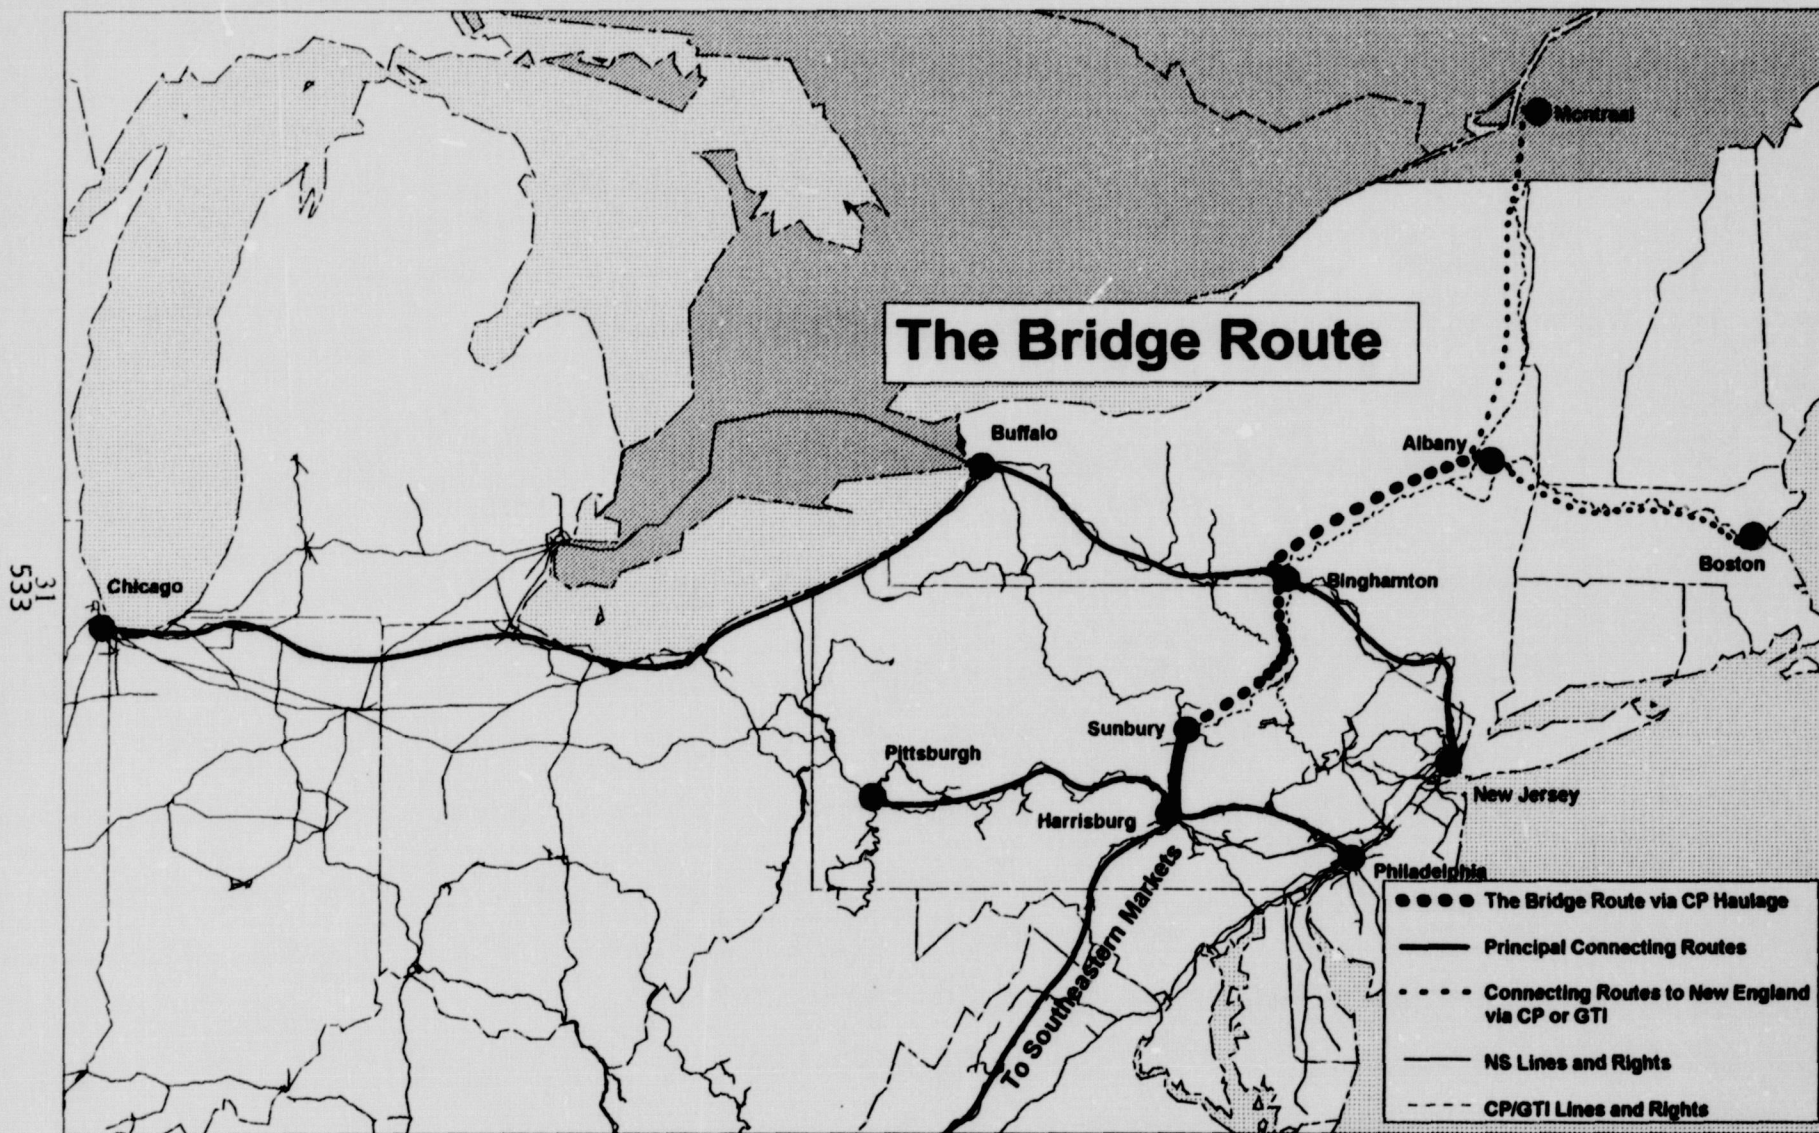 Montreal
The Bridge Route
Buffalo
Albany
Boston
Chicago
Binghamton
31
533
Sunbury
Pittsburgh
New Jersey
Harrisburg
Philadelphia
To Southeastern Markets
The Bridge Route via CP Haulage
Principal Connecting Routes
Connecting Routes to New England
via CP or GTI
NS Lines and Rights
CP/GTI Lines and Rights